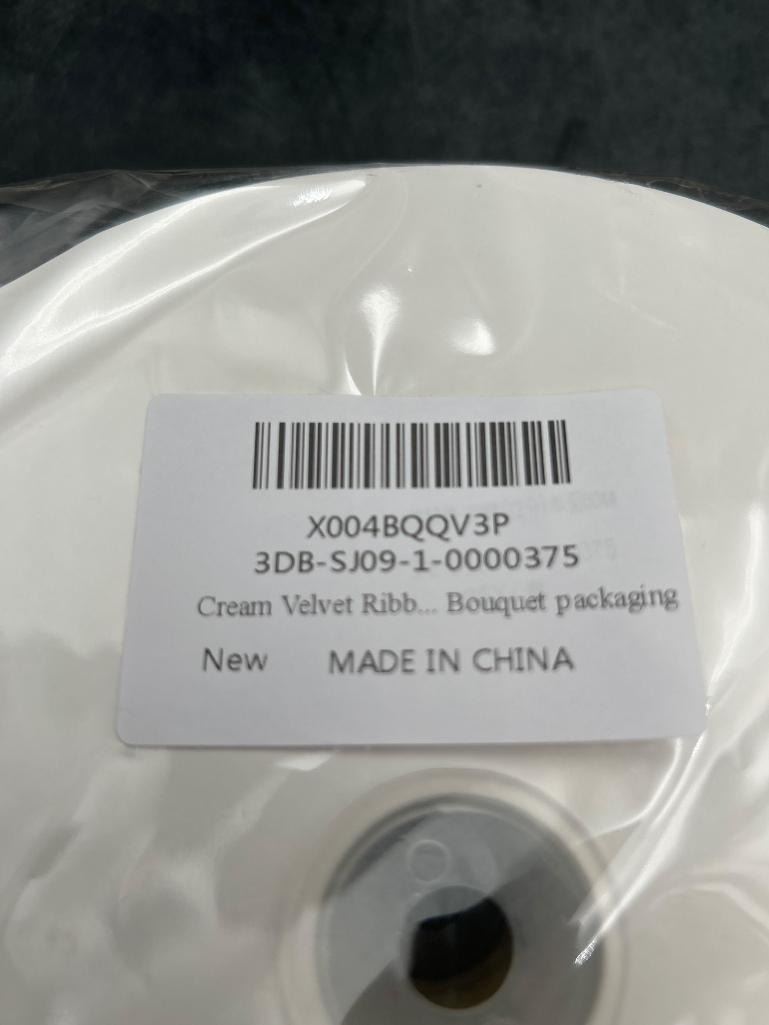 X004BQQV3P
3DB-SJ09-1-0000375
Cream Velvet Ribb... Bouquet packaging
New MADE IN CHINA